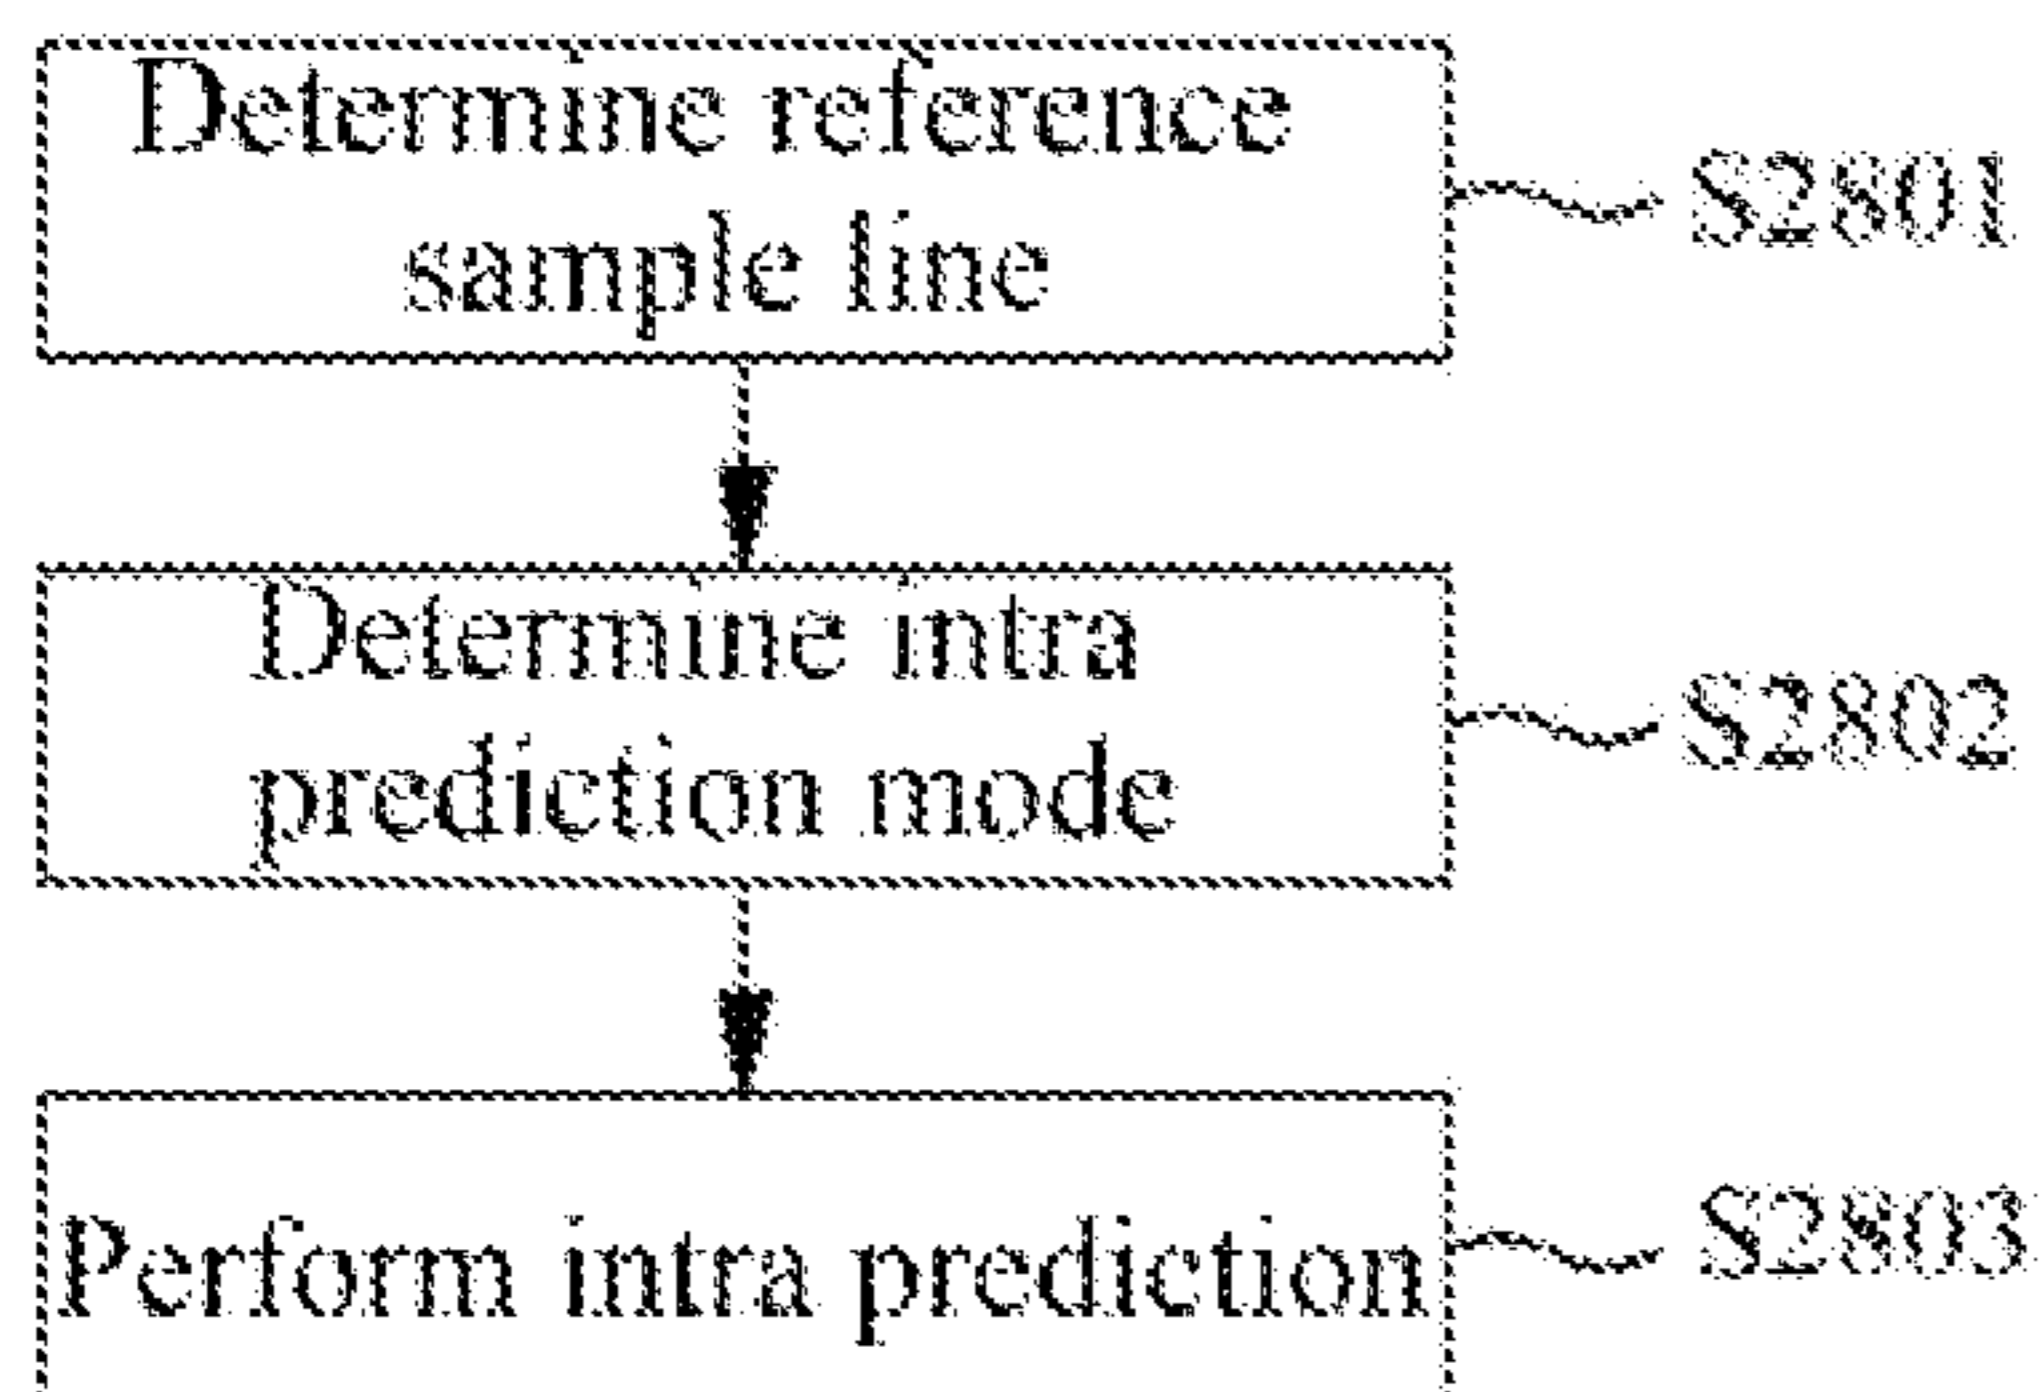 Determine reference
sample line
S2801
Determine intra
prediction mode
S2802
Perform intra prediction
S2803